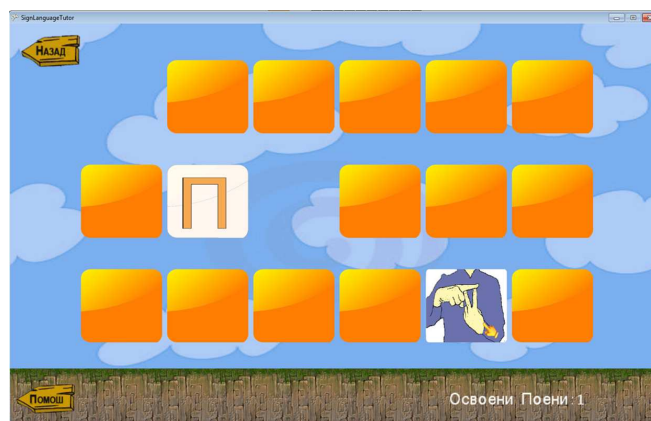 SignLanguageTutor
НАЗАД
П
ПОМОШ
Освоени Поени:1